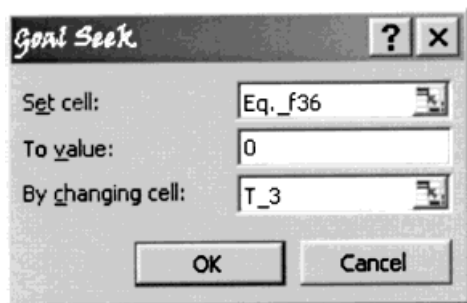 Goal Seek
? ×
Set cell: Eq._f36
To value: 0
By changing cell: T_3
OK Cancel